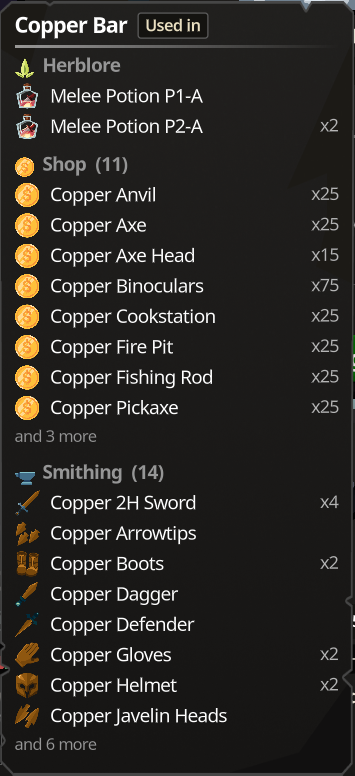 Copper Bar Used in
Herblore
Melee Potion P1-A
Melee Potion P2-A x2
Shop (11)
Copper Anvil x25
Copper Axe x25
Copper Axe Head x15
Copper Binoculars x75
Copper Cookstation x25
Copper Fire Pit x25
Copper Fishing Rod x25
Copper Pickaxe x25
and 3 more
Smithing (14)
Copper 2H Sword x4
Copper Arrowtips
Copper Boots x2
Copper Dagger
Copper Defender
Copper Gloves x2
Copper Helmet x2
Copper Javelin Heads
and 6 more